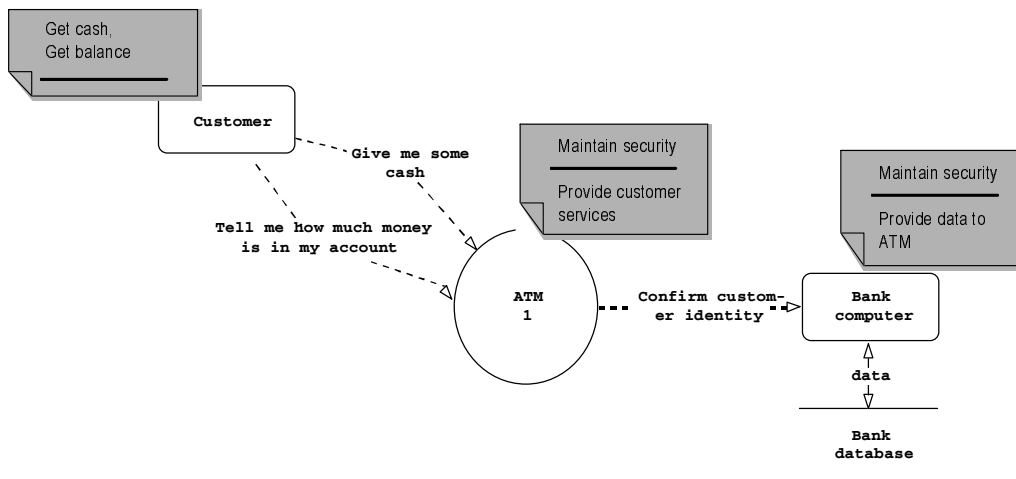 Get cash,
Get balance
Customer
Give me some
cash
Tell me how much money
is in my account
Maintain security
Provide customer
services
ATM
1
Confirm custom-
er identity
Maintain security
Provide data to
ATM
Bank
computer
data
Bank
database